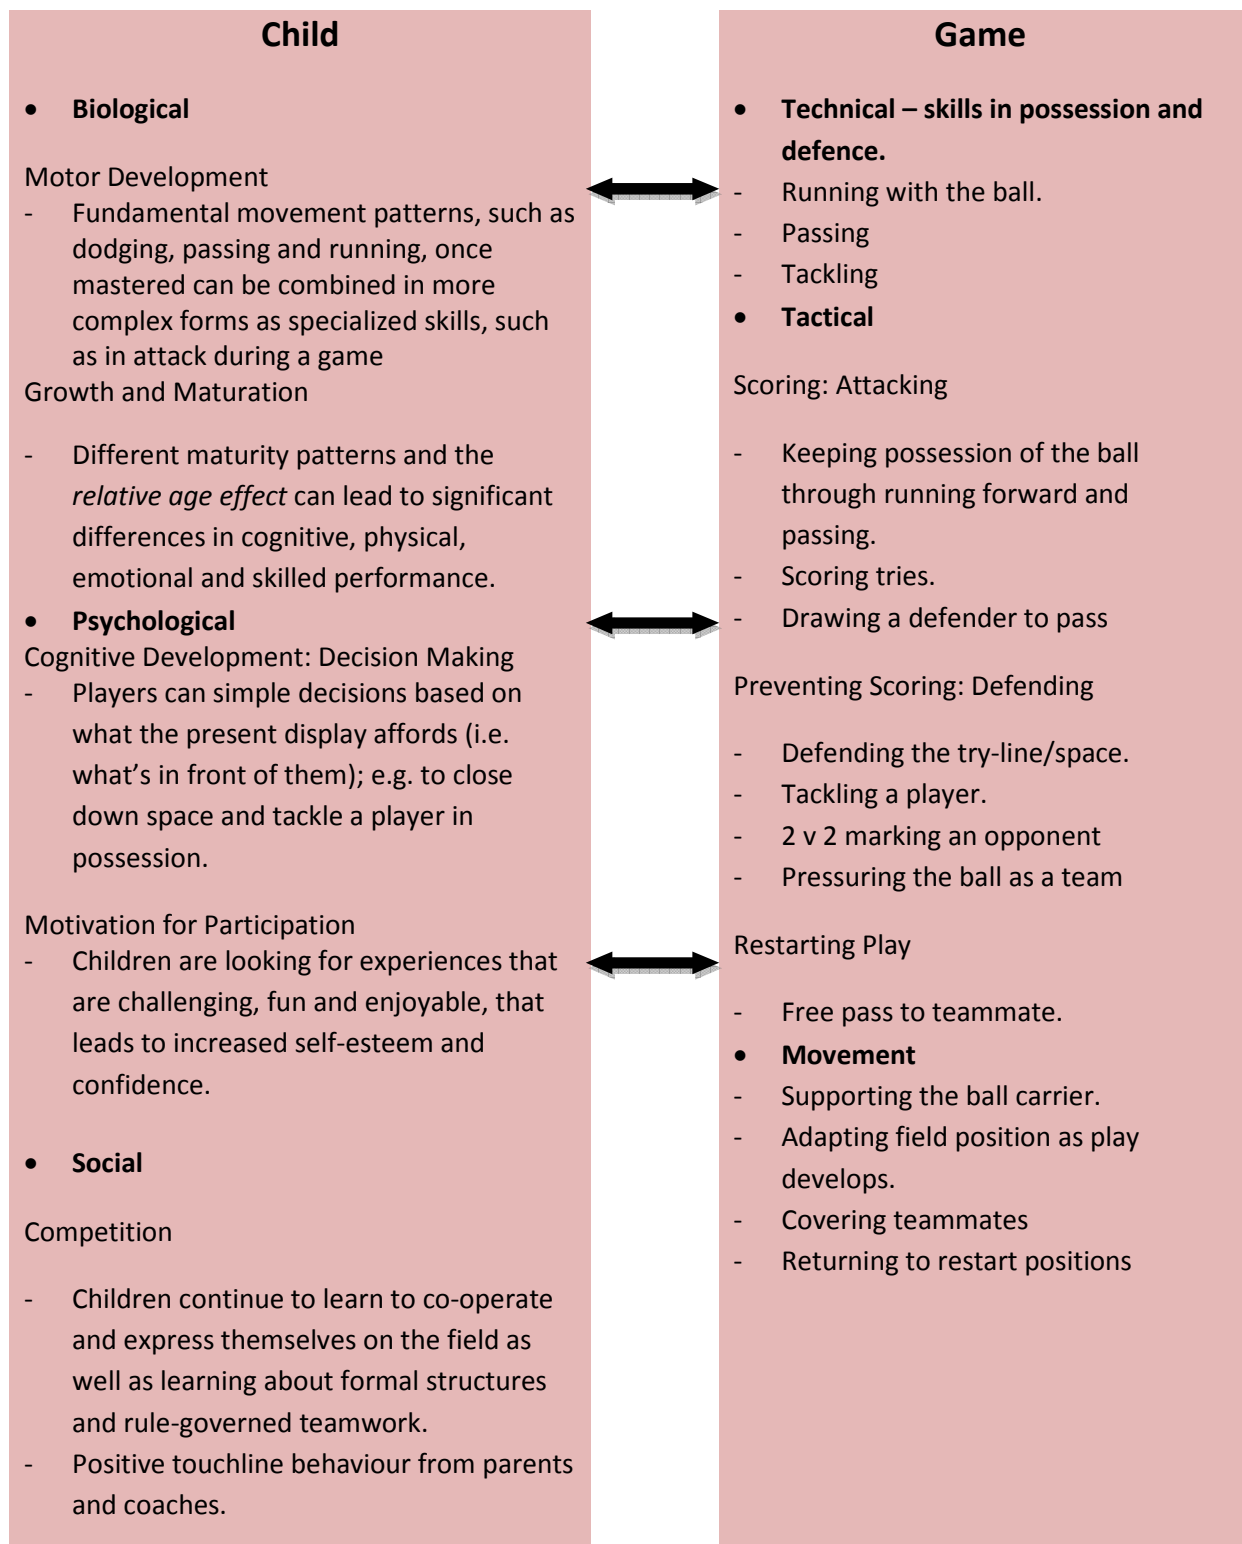 Child
• Biological
Motor Development
- Fundamental movement patterns, such as
dodging, passing and running, once
mastered can be combined in more
complex forms as specialized skills, such
as in attack during a game
Growth and Maturation
- Different maturity patterns and the
relative age effect can lead to significant
differences in cognitive, physical,
emotional and skilled performance.
• Psychological
Cognitive Development: Decision Making
- Players can simple decisions based on
what the present display affords (i.e.
what’s in front of them); e.g. to close
down space and tackle a player in
possession.
Motivation for Participation
- Children are looking for experiences that
are challenging, fun and enjoyable, that
leads to increased self-esteem and
confidence.
• Social
Competition
- Children continue to learn to co-operate
and express themselves on the field as
well as learning about formal structures
and rule-governed teamwork.
- Positive touchline behaviour from parents
and coaches.
Game
• Technical – skills in possession and
defence.
- Running with the ball.
- Passing
- Tackling
• Tactical
Scoring: Attacking
- Keeping possession of the ball
through running forward and
passing.
- Scoring tries.
- Drawing a defender to pass
Preventing Scoring: Defending
- Defending the try-line/space.
- Tackling a player.
- 2 v 2 marking an opponent
- Pressuring the ball as a team
Restarting Play
- Free pass to teammate.
• Movement
- Supporting the ball carrier.
- Adapting field position as play
develops.
- Covering teammates
- Returning to restart positions